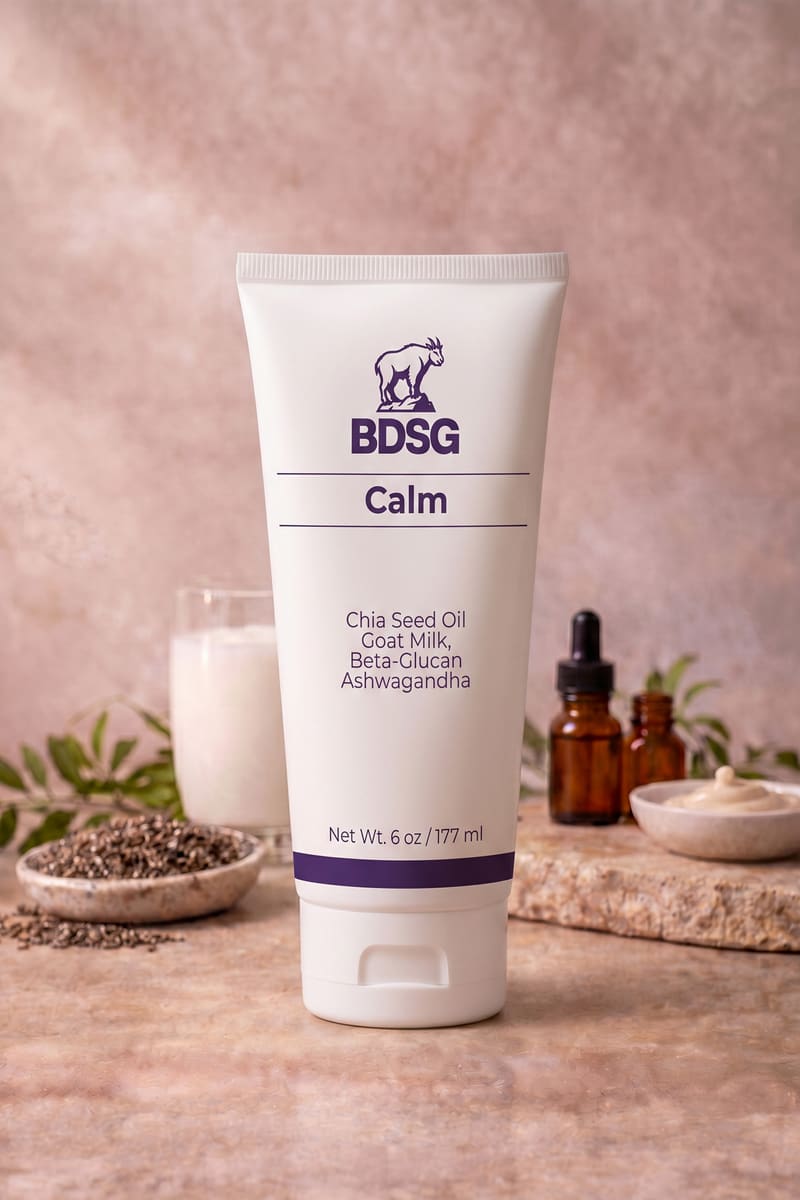 BDSG
Calm
Chia Seed Oil
Goat Milk,
Beta-Glucan
Ashwagandha
Net Wt. 6 oz / 177 ml